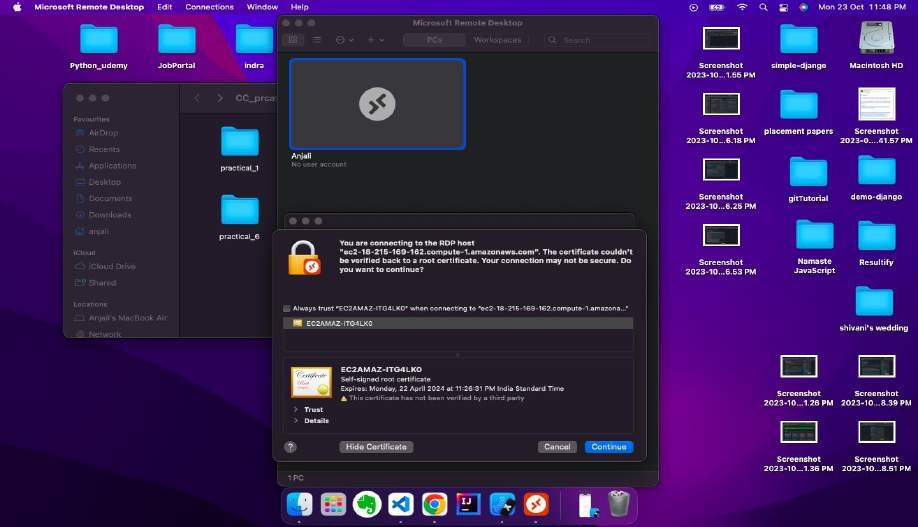 Microsoft Remote Desktop Edit Connections Window Help Mon 23 Oct 11:48 PM
Microsoft Remote Desktop
PCs Workspaces Search
Python_udemy
JobPortal
indra
Favourites
AirDrop
Recents
Applications
Desktop
Documents
Downloads
anjali
iCloud
iCloud Drive
Shared
Locations
Anjali's MacBook Air
Network
practical_1
practical_6
Anjali
No user account
You are connecting to the RDP host
"ec2-18-215-169-162.compute-1.amazonaws.com". The certificate couldn't
be verified back to a root certificate. Your connection may not be secure. Do
you want to continue?
Always trust "EC2AMAZ-ITG4LK0" when connecting to "ec2-18-215-169-162.compute-1.amazona..."
EC2AMAZ-ITG4LK0
Certificate
EC2AMAZ-ITG4LK0
Self-signed root certificate
Expires: Monday, 22 April 2024 at 11:26:31 PM India Standard Time
This certificate has not been verified by a third party
Trust
Details
? Hide Certificate Cancel Continue
1 PC
Screenshot
2023-10...1.55 PM
simple-django
Macintosh HD
Screenshot
2023-10...6.18 PM
placement papers
Screenshot
2023-0....41.57 PM
Screenshot
2023-10...6.25 PM
gitTutorial
demo-django
Screenshot
2023-10...6.53 PM
Namaste
JavaScript
Resultify
shivani's wedding
Screenshot
2023-10...1.26 PM
Screenshot
2023-10...8.39 PM
Screenshot
2023-10...1.36 PM
Screenshot
2023-10...8.51 PM
IJ